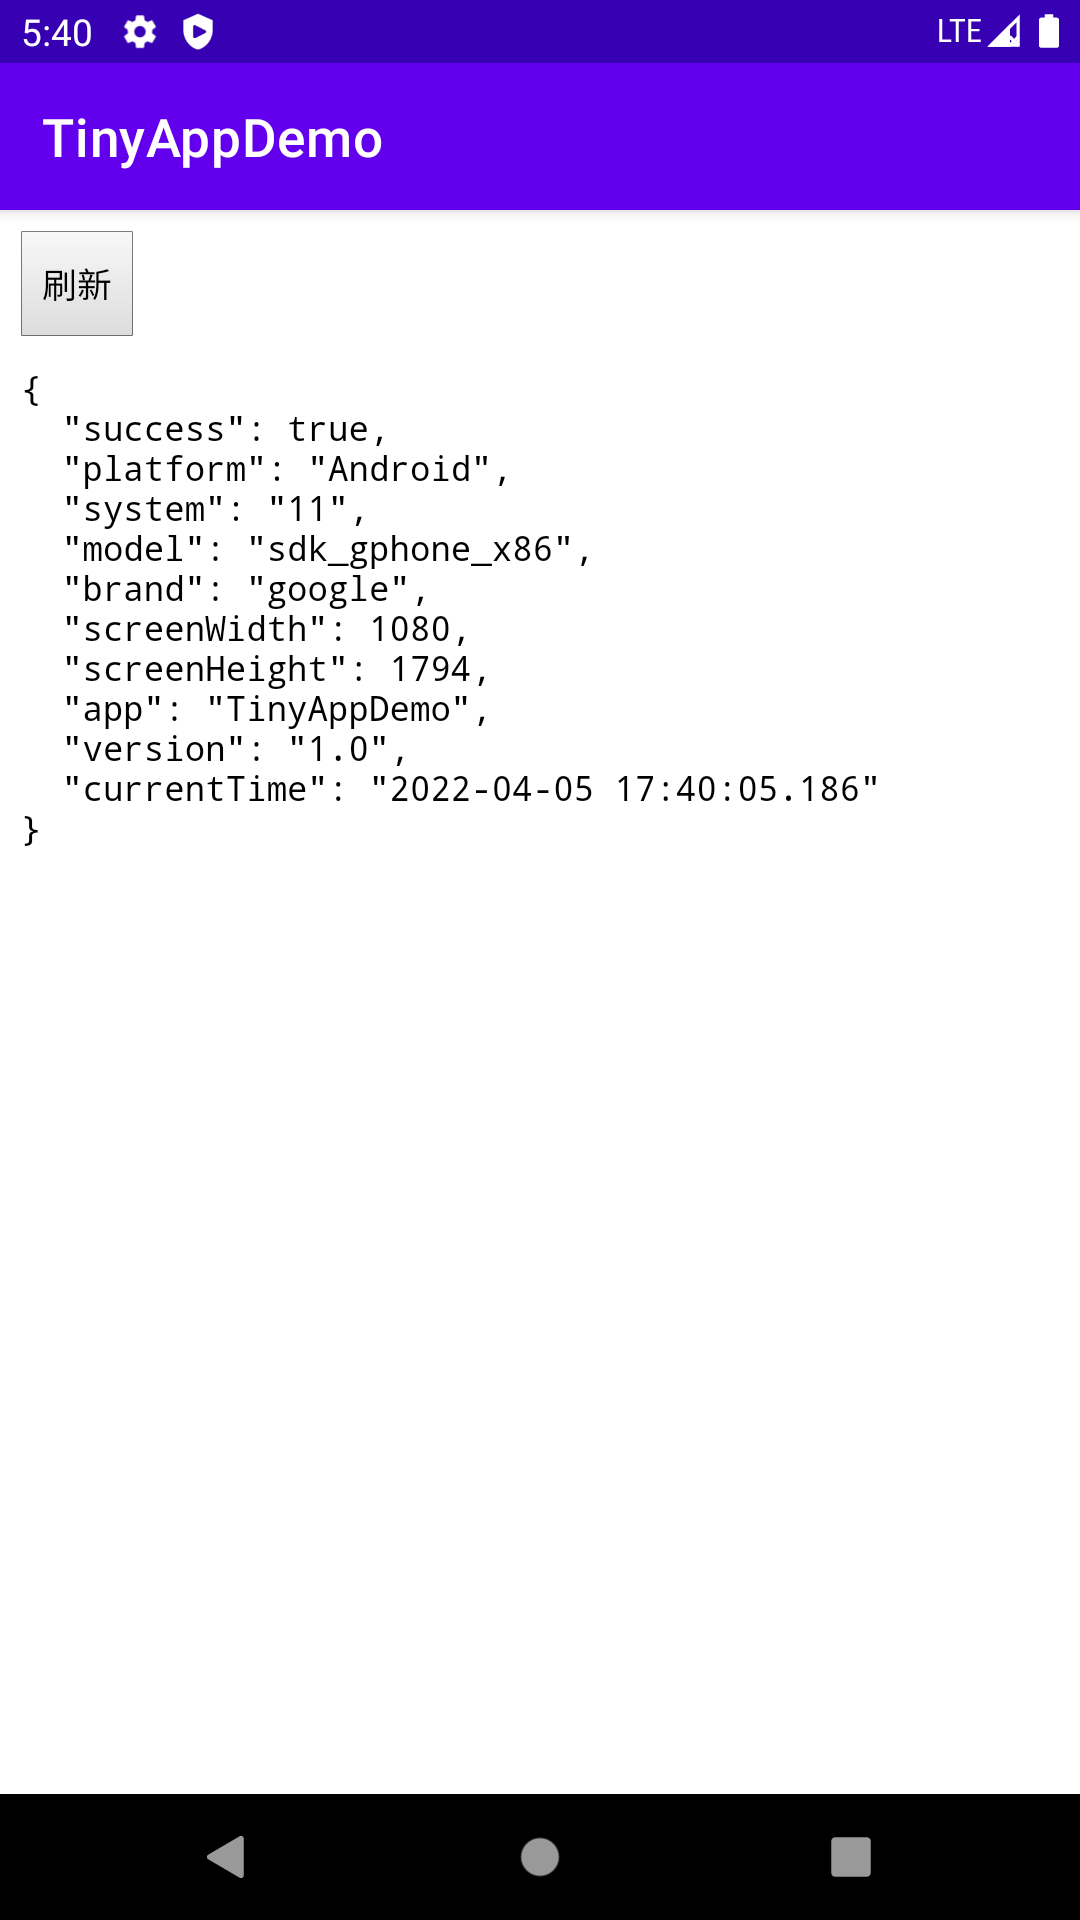 5:40 LTE
TinyAppDemo
刷新
{
  "success": true,
  "platform": "Android",
  "system": "11",
  "model": "sdk_gphone_x86",
  "brand": "google",
  "screenWidth": 1080,
  "screenHeight": 1794,
  "app": "TinyAppDemo",
  "version": "1.0",
  "currentTime": "2022-04-05 17:40:05.186"
}